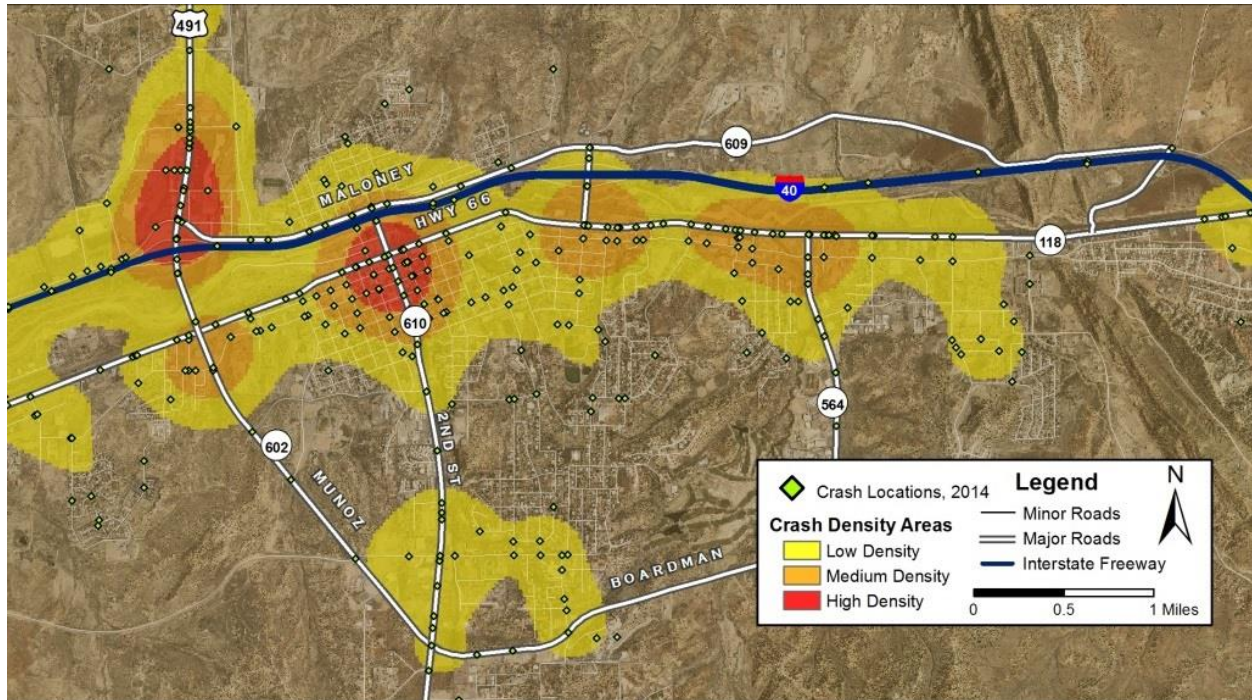 491
609
MALONEY
40
HWY 66
118
610
564
2ND ST
602
MUNOZ
BOARDMAN
Legend
N
Crash Locations, 2014
Crash Density Areas
Low Density
Medium Density
High Density
Minor Roads
Major Roads
Interstate Freeway
0 0.5 1 Miles